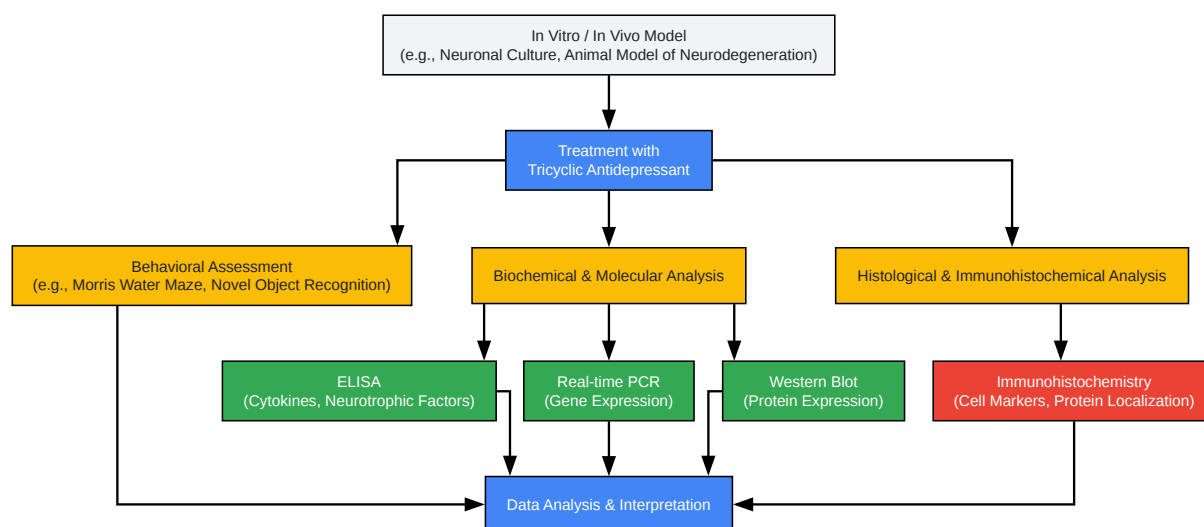 In Vitro / In Vivo Model
(e.g., Neuronal Culture, Animal Model of Neurodegeneration)
Treatment with
Tricyclic Antidepressant
Behavioral Assessment
(e.g., Morris Water Maze, Novel Object Recognition)
Biochemical & Molecular Analysis
Histological & Immunohistochemical Analysis
ELISA
(Cytokines, Neurotrophic Factors)
Real-time PCR
(Gene Expression)
Western Blot
(Protein Expression)
Immunohistochemistry
(Cell Markers, Protein Localization)
Data Analysis & Interpretation